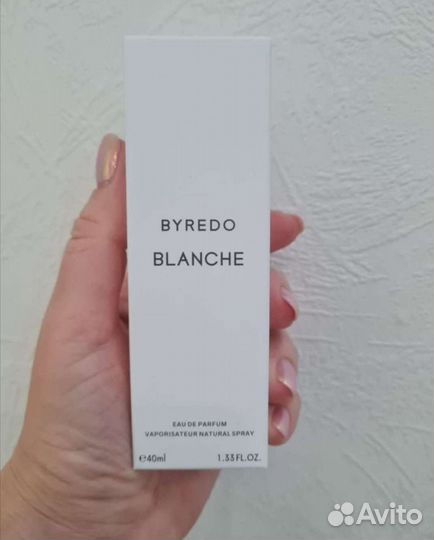 BYREDO
BLANCHE
EAU DE PARFUM
VAPORISATEUR NATURAL SPRAY
℮40ml 1.33 FL.OZ.
Avito